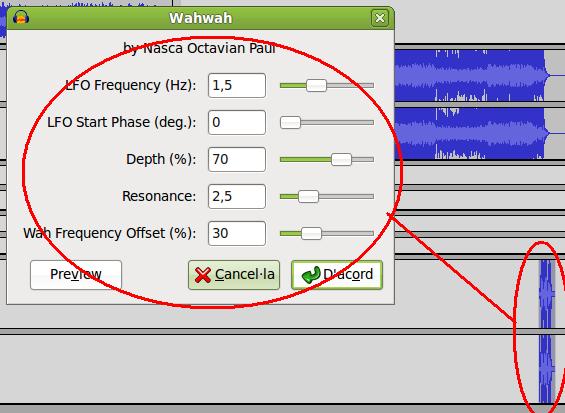 Wahwah
by Nasca Octavian Paul
LFO Frequency (Hz): 1,5
LFO Start Phase (deg.): 0
Depth (%): 70
Resonance: 2,5
Wah Frequency Offset (%): 30
Preview Cancel·la D'acord